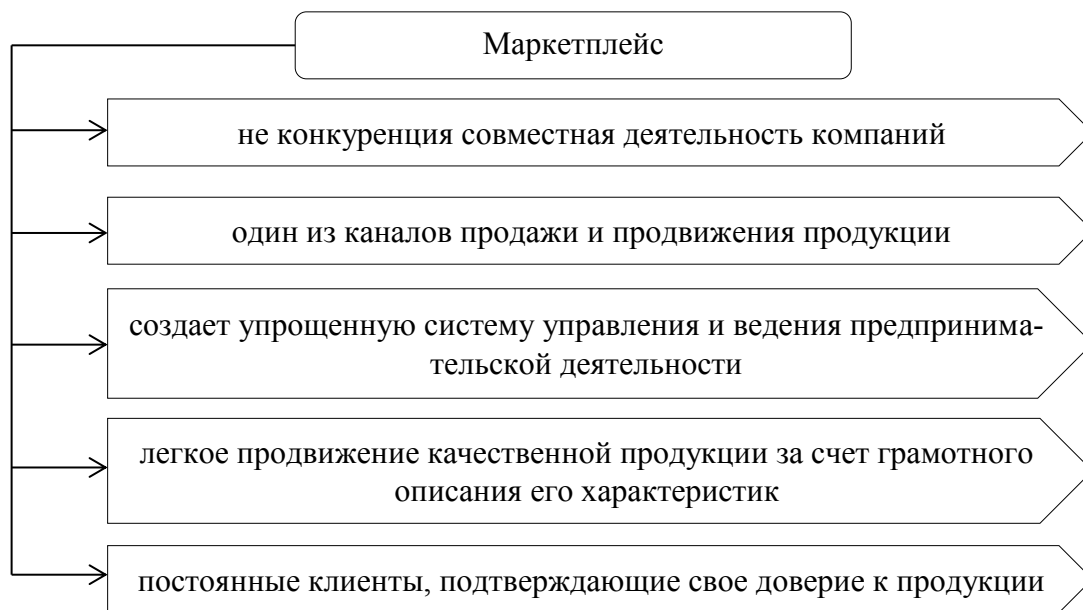 Маркетплейс
не конкуренция совместная деятельность компаний
один из каналов продажи и продвижения продукции
создает упрощенную систему управления и ведения предпринима-
тельской деятельности
легкое продвижение качественной продукции за счет грамотного
описания его характеристик
постоянные клиенты, подтверждающие свое доверие к продукции